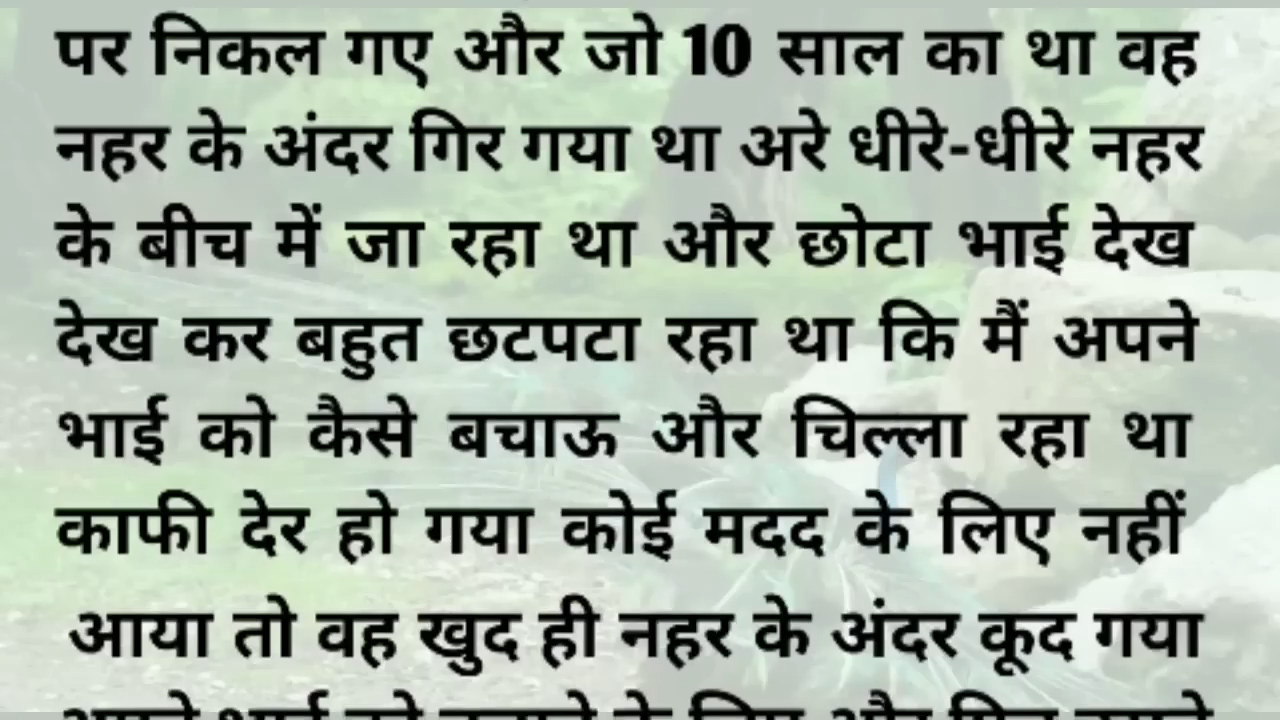 पर निकल गए और जो 10 साल का था वह
नहर के अंदर गिर गया था अरे धीरे-धीरे नहर
के बीच में जा रहा था और छोटा भाई देख
देख कर बहुत छटपटा रहा था कि मैं अपने
भाई को कैसे बचाऊ और चिल्ला रहा था
काफी देर हो गया कोई मदद के लिए नहीं
आया तो वह खुद ही नहर के अंदर कूद गया